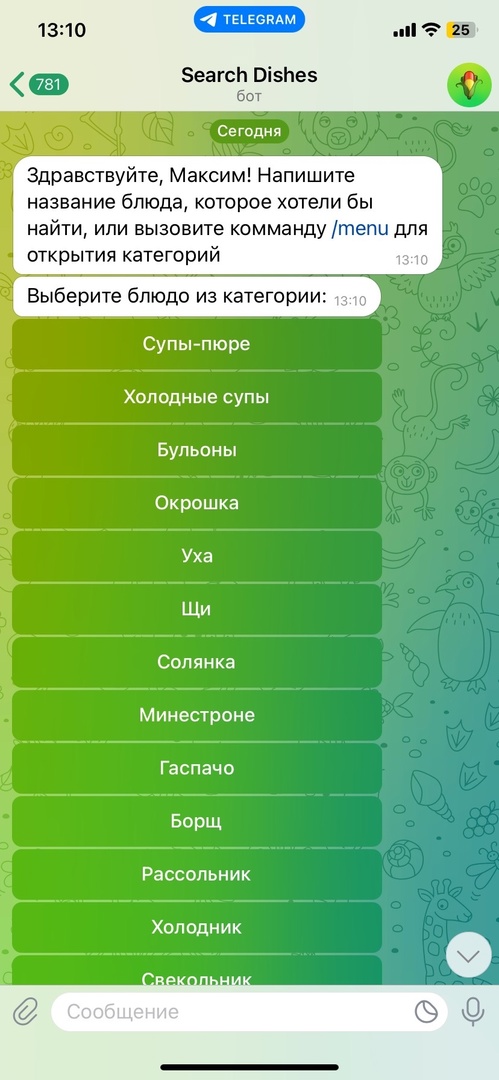 13:10
TELEGRAM
25
781
Search Dishes
бот
Сегодня
Здравствуйте, Максим! Напишите
название блюда, которое хотели бы
найти, или вызовите комманду /menu для
открытия категорий
13:10
Выберите блюдо из категории:
13:10
Супы-пюре
Холодные супы
Бульоны
Окрошка
Уха
Щи
Солянка
Минестроне
Гаспачо
Борщ
Рассольник
Холодник
Свекольник
Сообщение